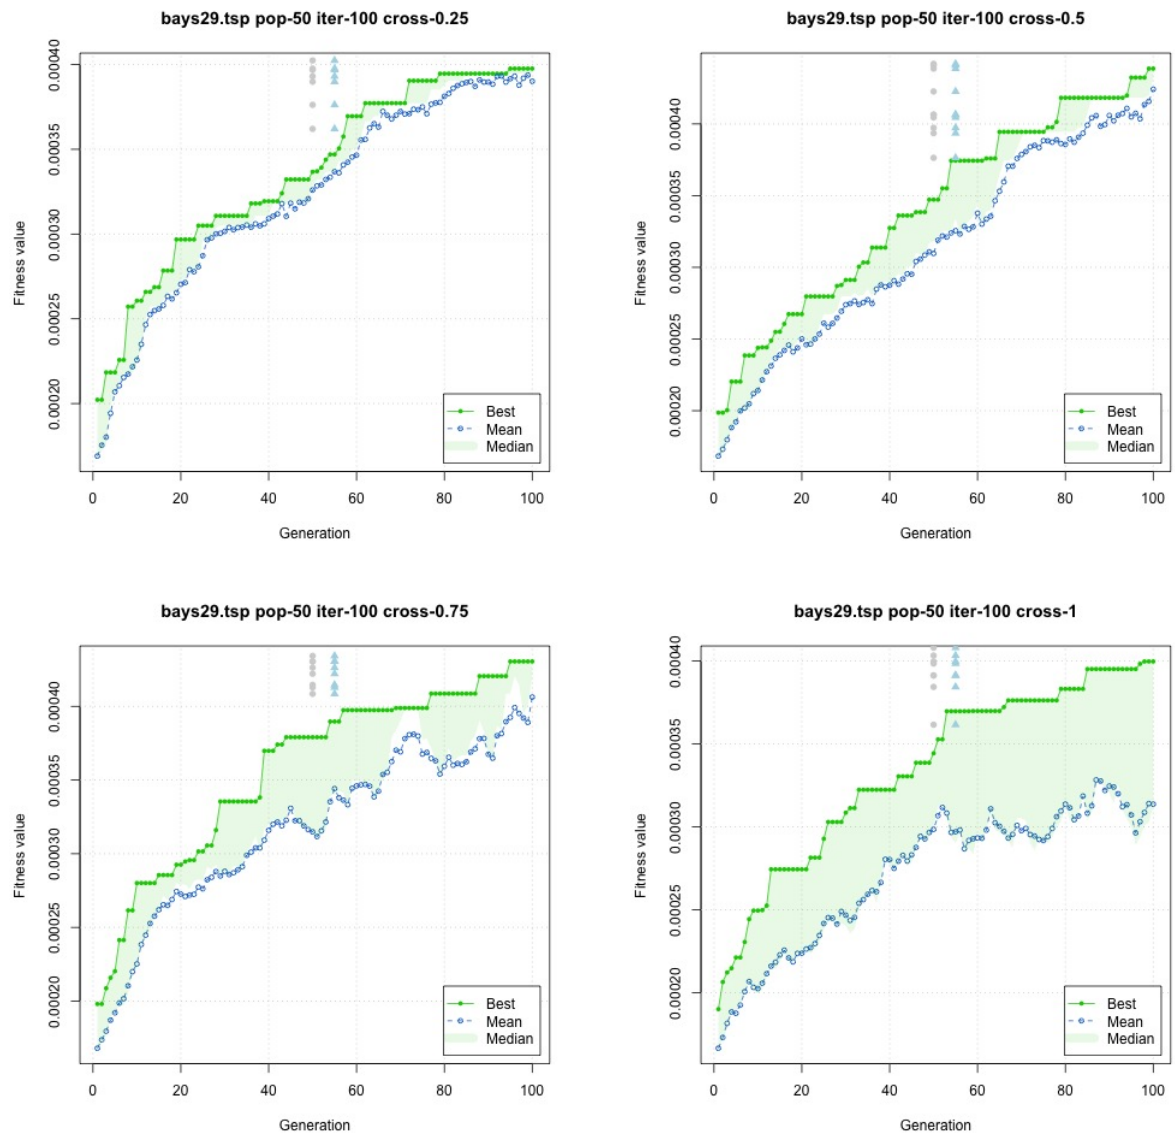 bays29.tsp pop-50 iter-100 cross-0.25
Fitness value
0.00040
0.00035
0.00030
0.00025
0.00020
Best
Mean
Median
0 20 40 60 80 100
Generation
bays29.tsp pop-50 iter-100 cross-0.5
Fitness value
0.00040
0.00035
0.00030
0.00025
0.00020
Best
Mean
Median
0 20 40 60 80 100
Generation
bays29.tsp pop-50 iter-100 cross-0.75
Fitness value
0.00040
0.00035
0.00030
0.00025
0.00020
Best
Mean
Median
0 20 40 60 80 100
Generation
bays29.tsp pop-50 iter-100 cross-1
Fitness value
0.00040
0.00035
0.00030
0.00025
0.00020
Best
Mean
Median
0 20 40 60 80 100
Generation